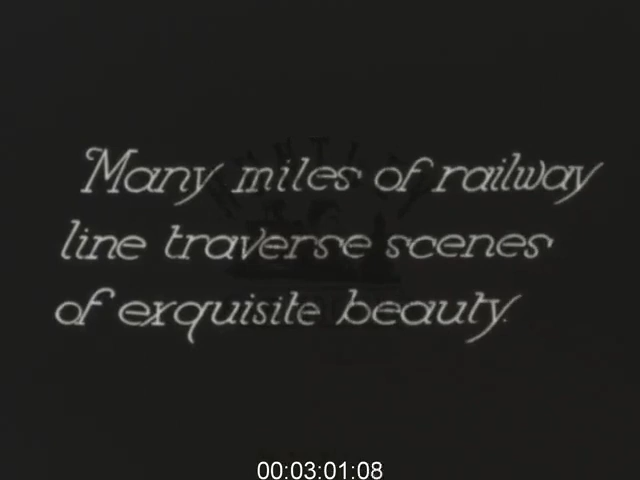 Many miles of railway
line traverse scenes
of exquisite beauty.
00:03:01:08